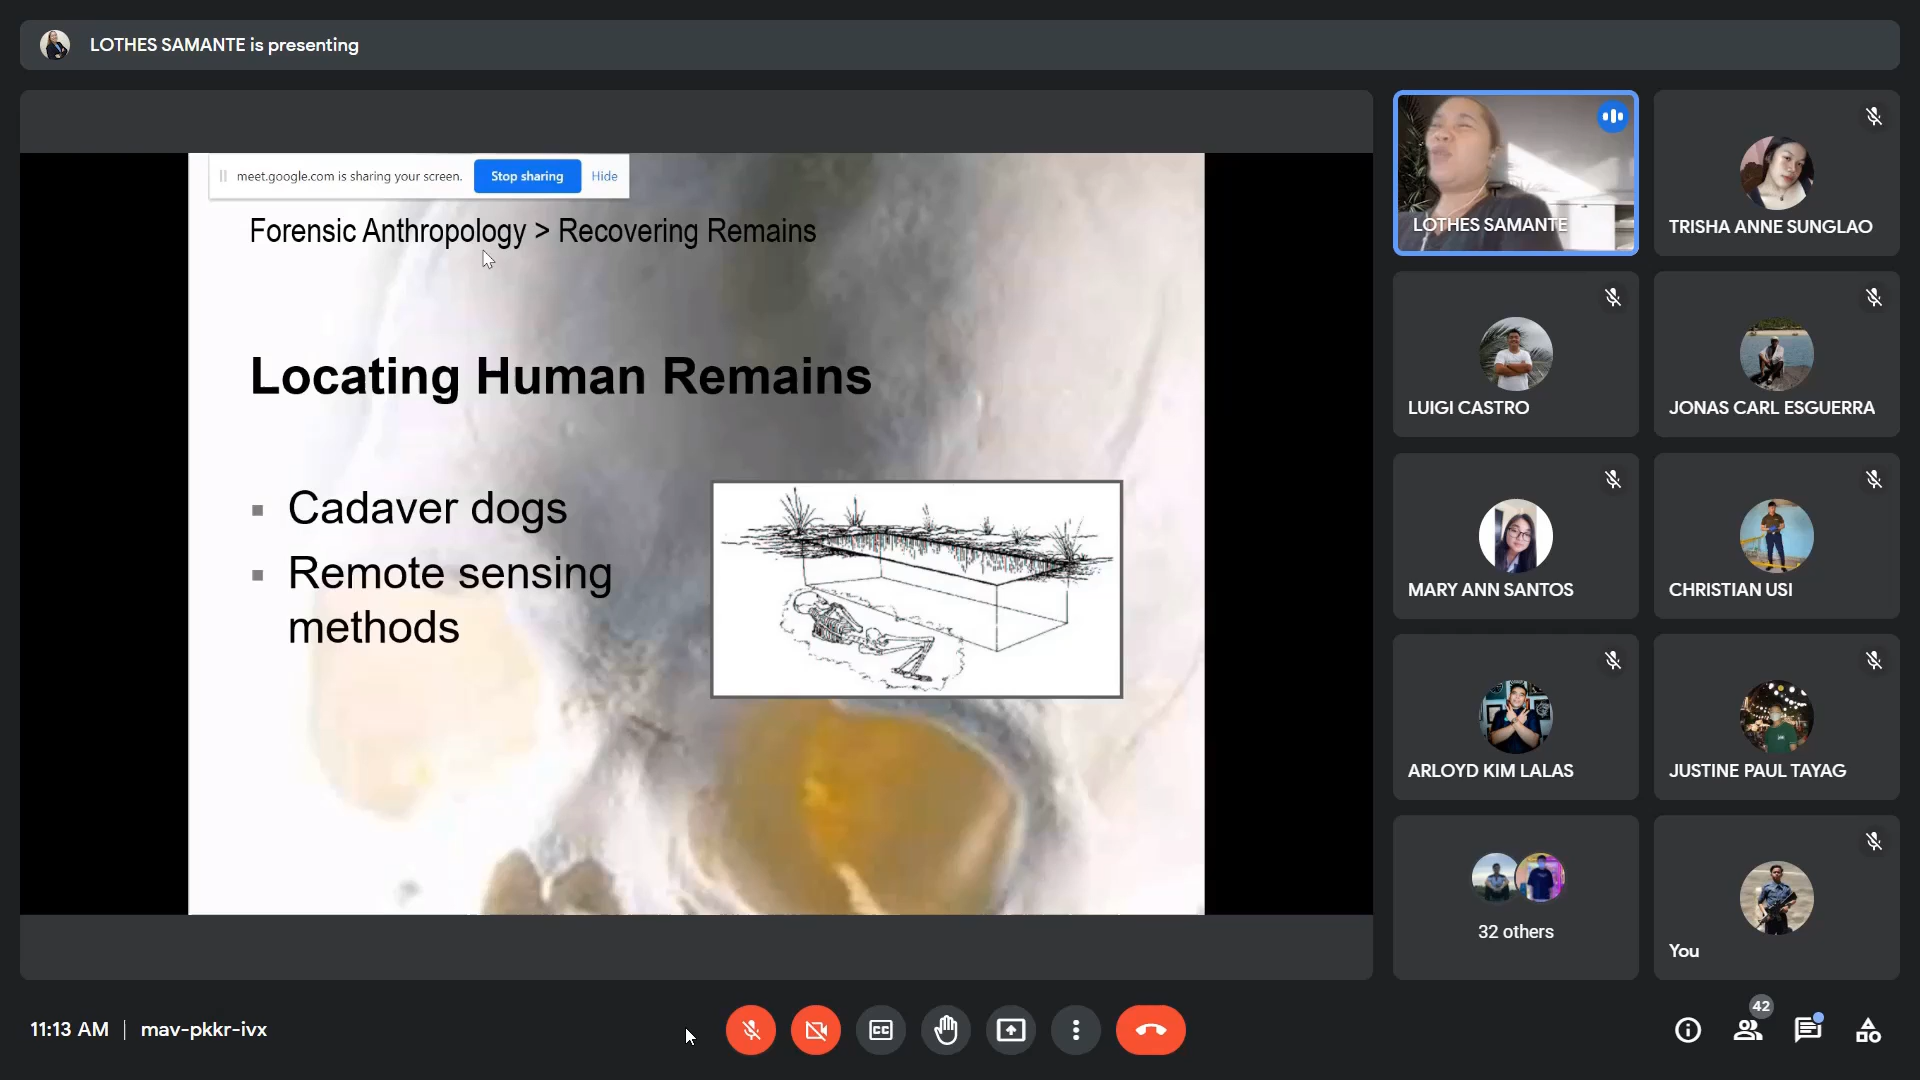 LOTHES SAMANTE is presenting
meet.google.com is sharing your screen. Stop sharing Hide
Forensic Anthropology > Recovering Remains
Locating Human Remains
▪ Cadaver dogs
▪ Remote sensing
methods
LOTHES SAMANTE
TRISHA ANNE SUNGLAO
LUIGI CASTRO
JONAS CARL ESGUERRA
MARY ANN SANTOS
CHRISTIAN USI
ARLOYD KIM LALAS
JUSTINE PAUL TAYAG
32 others
You
11:13 AM | mav-pkkr-ivx
CC
42